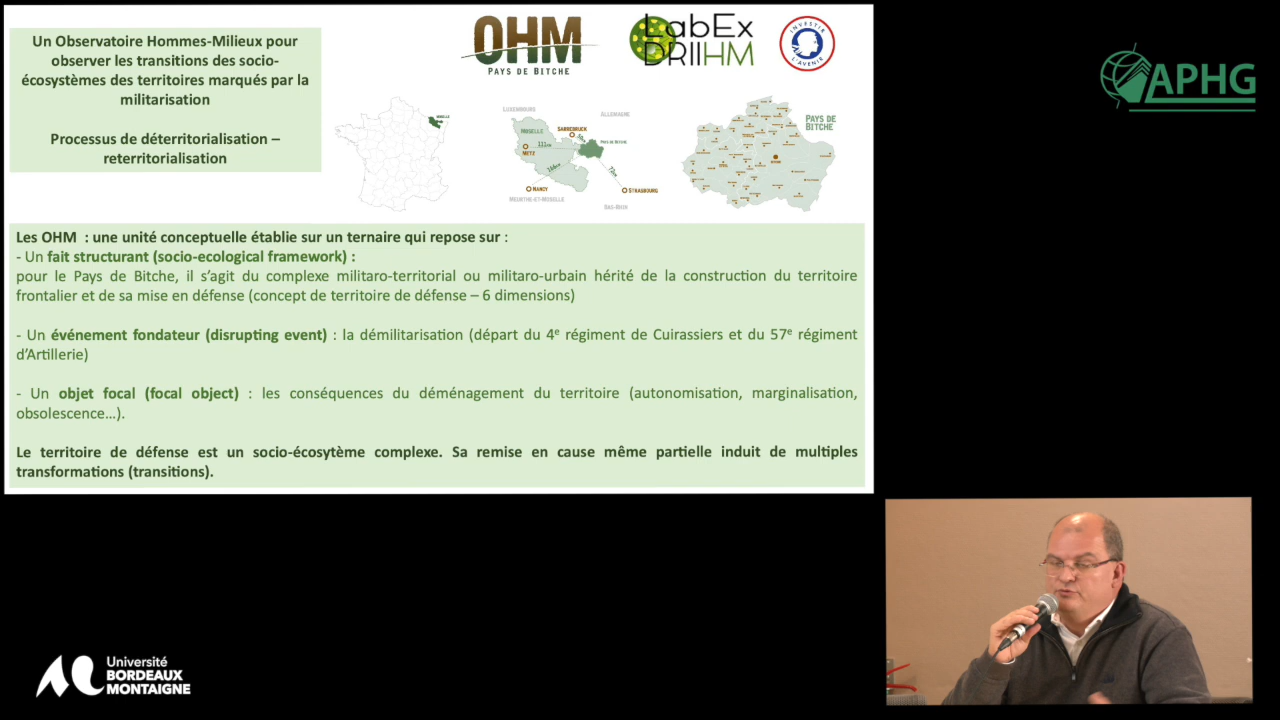 Un Observatoire Hommes-Milieux pour
observer les transitions des socio-
écosystèmes des territoires marqués par la
militarisation
Processus de déterritorialisation –
reterritorialisation
OHM
PAYS DE BITCHE
LabEx
DRIIHM
INVESTIR
L'AVENIR
APHG
MOSELLE
LUXEMBOURG
ALLEMAGNE
MOSELLE
SARREBRUCK
PAYS DE BITCHE
METZ
111km
NANCY
STRASBOURG
MEURTHE-ET-MOSELLE
BAS-RHIN
PAYS DE
BITCHE
Les OHM : une unité conceptuelle établie sur un ternaire qui repose sur :
- Un fait structurant (socio-ecological framework) :
pour le Pays de Bitche, il s’agit du complexe militaro-territorial ou militaro-urbain hérité de la construction du territoire
frontalier et de sa mise en défense (concept de territoire de défense – 6 dimensions)
- Un événement fondateur (disrupting event) : la démilitarisation (départ du 4e régiment de Cuirassiers et du 57e régiment
d’Artillerie)
- Un objet focal (focal object) : les conséquences du déménagement du territoire (autonomisation, marginalisation,
obsolescence…).
Le territoire de défense est un socio-écosytème complexe. Sa remise en cause même partielle induit de multiples
transformations (transitions).
Université
BORDEAUX
MONTAIGNE